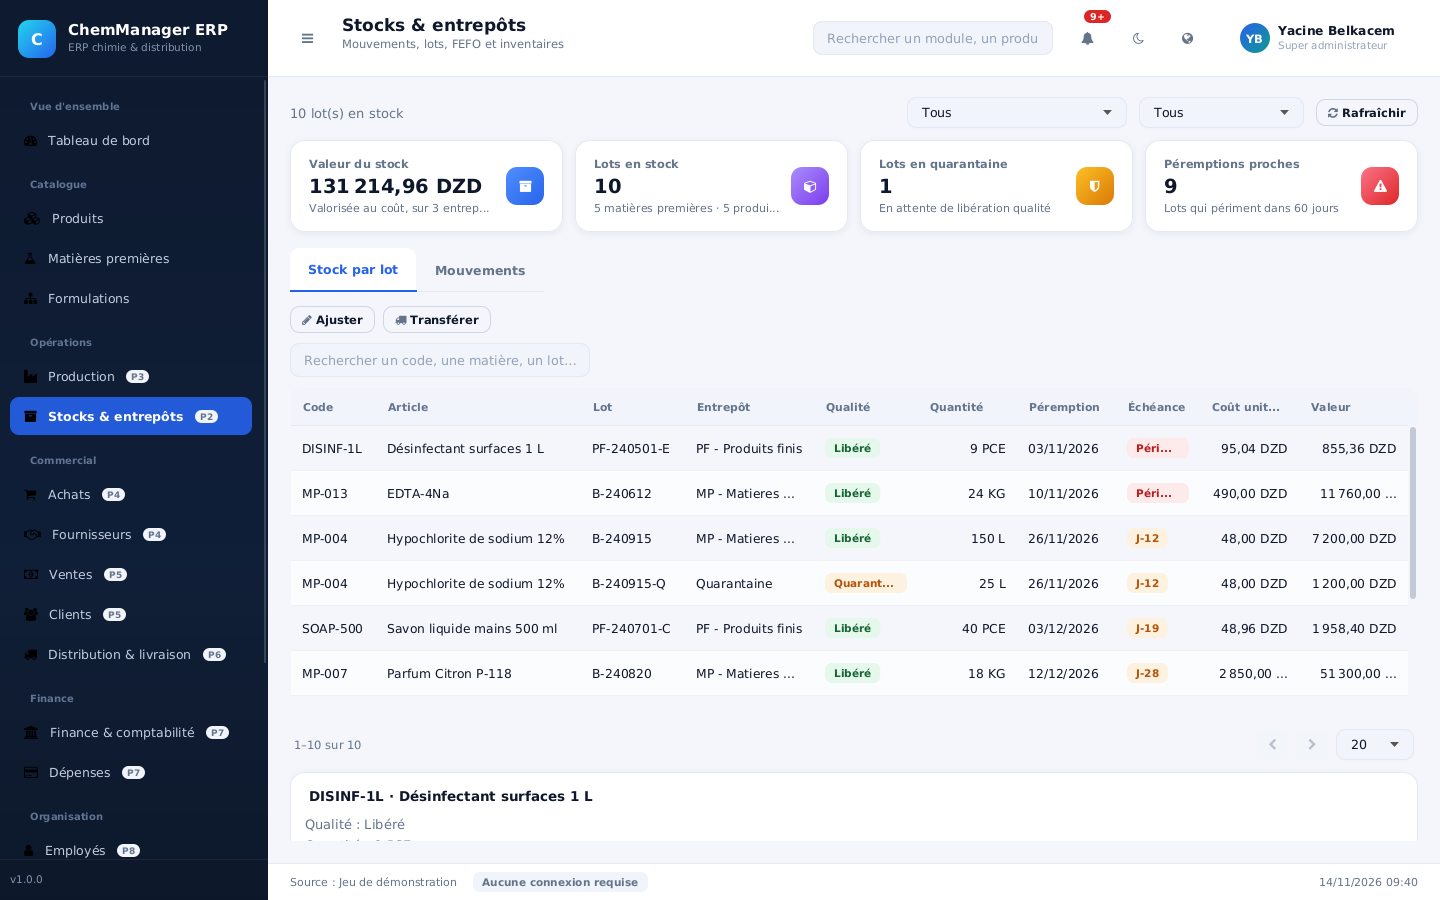 C
ChemManager ERP
ERP chimie & distribution
Vue d'ensemble
Tableau de bord
Catalogue
Produits
Matières premières
Formulations
Opérations
Production P3
Stocks & entrepôts P2
Commercial
Achats P4
Fournisseurs P4
Ventes P5
Clients P5
Distribution & livraison P6
Finance
Finance & comptabilité P7
Dépenses P7
Organisation
Employés P8
v1.0.0
Stocks & entrepôts
Mouvements, lots, FEFO et inventaires
Rechercher un module, un produ
9+
YB
Yacine Belkacem
Super administrateur
10 lot(s) en stock
Tous
Tous
Rafraîchir
Valeur du stock
131 214,96 DZD
Valorisée au coût, sur 3 entrep...
Lots en stock
10
5 matières premières · 5 produi...
Lots en quarantaine
1
En attente de libération qualité
Péremptions proches
9
Lots qui périment dans 60 jours
Stock par lot
Mouvements
Ajuster
Transférer
Rechercher un code, une matière, un lot...
Code Article Lot Entrepôt Qualité Quantité Péremption Échéance Coût unit... Valeur
DISINF-1L Désinfectant surfaces 1 L PF-240501-E PF - Produits finis Libéré 9 PCE 03/11/2026 Péri... 95,04 DZD 855,36 DZD
MP-013 EDTA-4Na B-240612 MP - Matieres ... Libéré 24 KG 10/11/2026 Péri... 490,00 DZD 11 760,00 ...
MP-004 Hypochlorite de sodium 12% B-240915 MP - Matieres ... Libéré 150 L 26/11/2026 J-12 48,00 DZD 7 200,00 DZD
MP-004 Hypochlorite de sodium 12% B-240915-Q Quarantaine Quarant... 25 L 26/11/2026 J-12 48,00 DZD 1 200,00 DZD
SOAP-500 Savon liquide mains 500 ml PF-240701-C PF - Produits finis Libéré 40 PCE 03/12/2026 J-19 48,96 DZD 1 958,40 DZD
MP-007 Parfum Citron P-118 B-240820 MP - Matieres ... Libéré 18 KG 12/12/2026 J-28 2 850,00 ... 51 300,00 ...
1–10 sur 10
20
DISINF-1L · Désinfectant surfaces 1 L
Qualité : Libéré
Source : Jeu de démonstration
Aucune connexion requise
14/11/2026 09:40